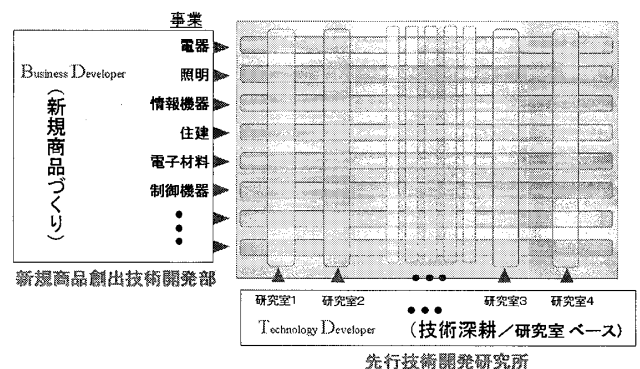 事業
電器
Business Developer
照明
(新規商品づくり)
情報機器
住建
電子材料
制御機器
新規商品創出技術開発部
研究室1 研究室2 研究室3 研究室4
Technology Developer (技術深耕/研究室 ベース)
先行技術開発研究所